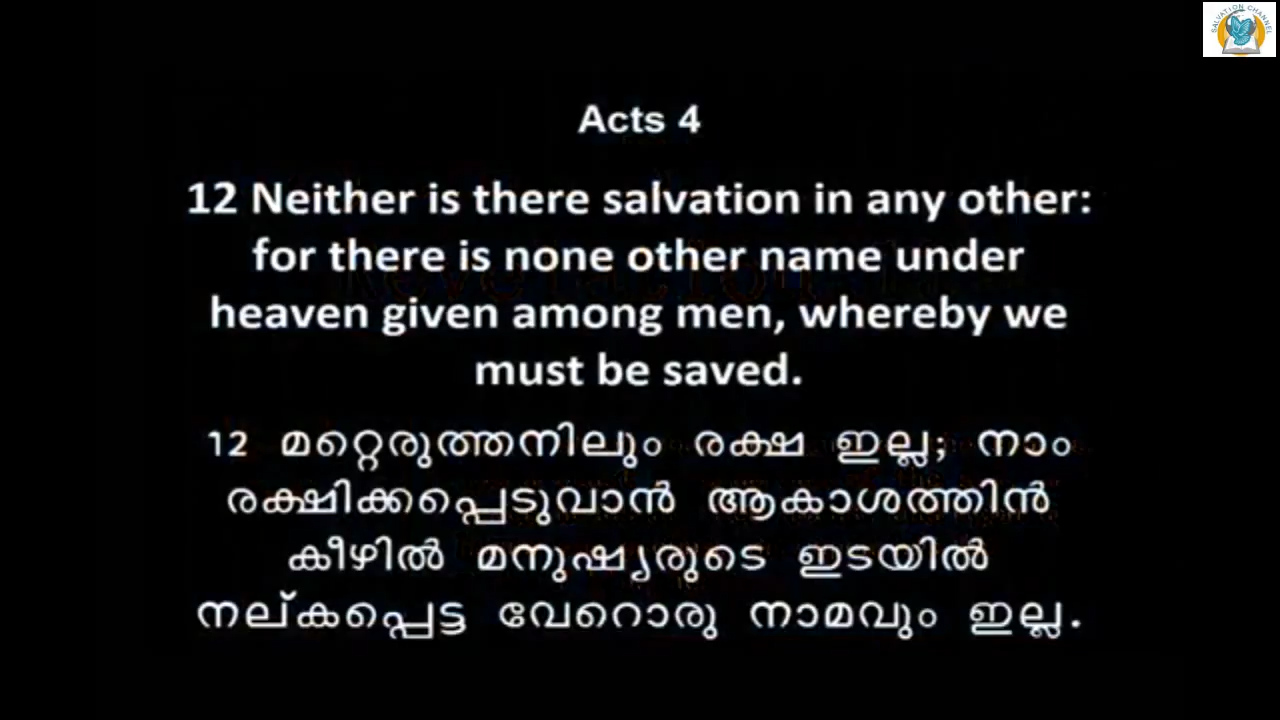 SALVATION CHANNEL
Acts 4
12 Neither is there salvation in any other:
for there is none other name under
heaven given among men, whereby we
must be saved.
12 മറ്റെരുത്തനിലും രക്ഷ ഇല്ല; നാം
രക്ഷിക്കപ്പെടുവാൻ ആകാശത്തിൻ
കീഴിൽ മനുഷ്യരുടെ ഇടയിൽ
നല്കപ്പെട്ട വേറൊരു നാമവും ഇല്ല.